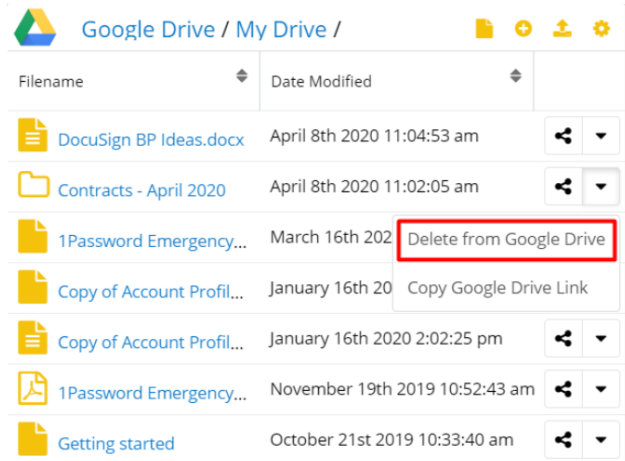 Google Drive / My Drive /
Filename Date Modified
DocuSign BP Ideas.docx April 8th 2020 11:04:53 am
Contracts - April 2020 April 8th 2020 11:02:05 am
1Password Emergency... March 16th 202
Delete from Google Drive
Copy of Account Profil... January 16th 20
Copy Google Drive Link
Copy of Account Profil... January 16th 2020 2:02:25 pm
1Password Emergency... November 19th 2019 10:52:43 am
Getting started October 21st 2019 10:33:40 am